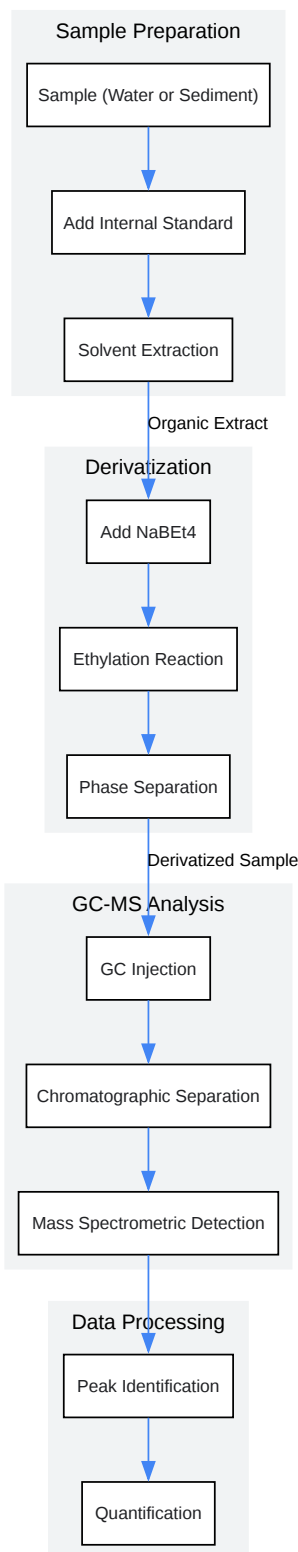 Sample Preparation
Sample (Water or Sediment)
Add Internal Standard
Solvent Extraction
Organic Extract
Derivatization
Add NaBEt4
Ethylation Reaction
Phase Separation
Derivatized Sample
GC-MS Analysis
GC Injection
Chromatographic Separation
Mass Spectrometric Detection
Data Processing
Peak Identification
Quantification